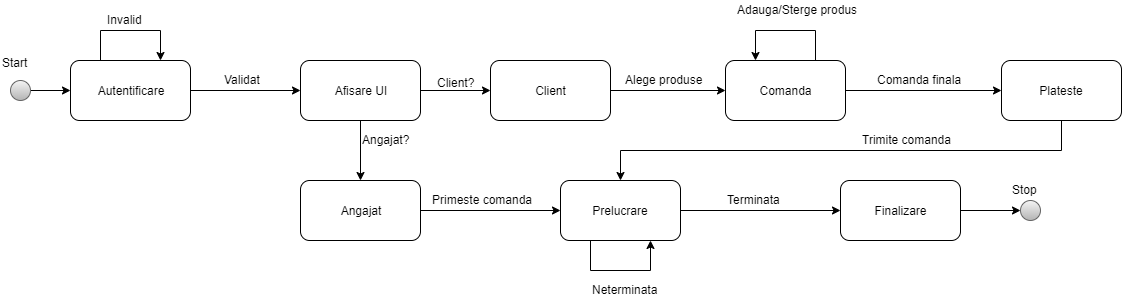 Start
Invalid
Autentificare
Validat
Afisare UI
Client?
Client
Alege produse
Adauga/Sterge produs
Comanda
Comanda finala
Plateste
Angajat?
Trimite comanda
Angajat
Primeste comanda
Prelucrare
Terminata
Finalizare
Stop
Neterminata